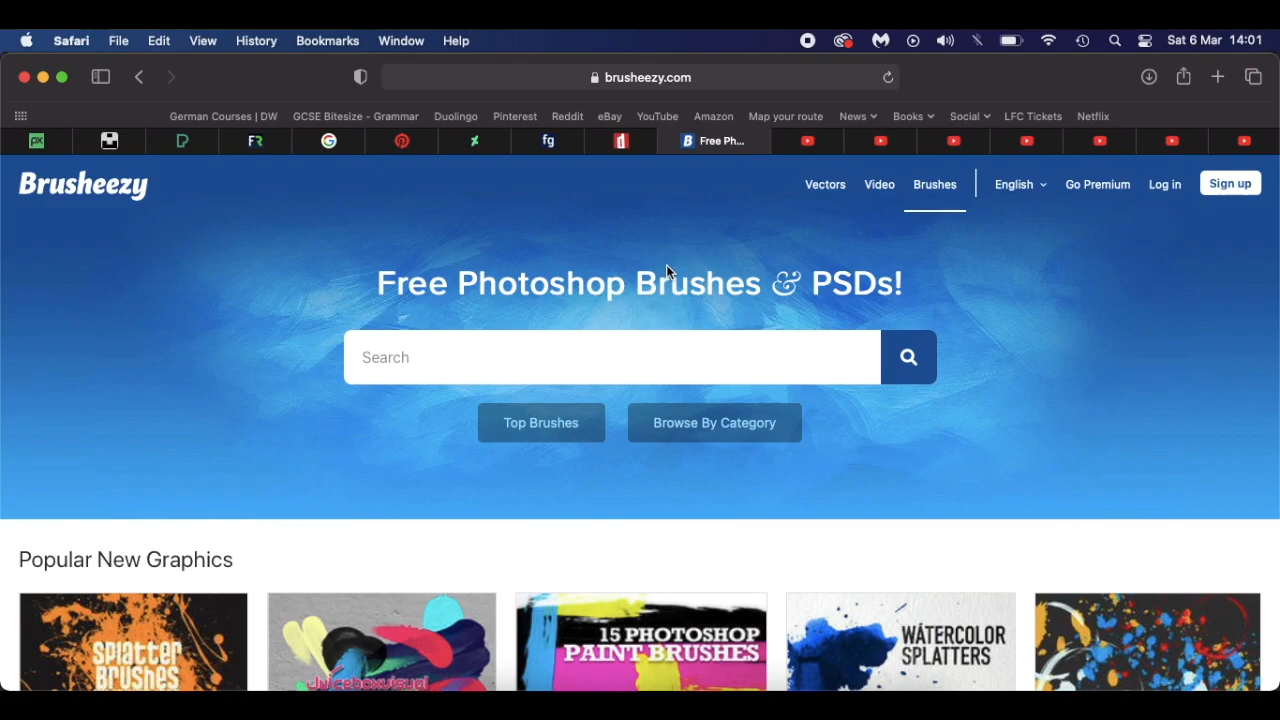 Safari File Edit View History Bookmarks Window Help Sat 6 Mar 14:01
brusheezy.com
German Courses | DW GCSE Bitesize - Grammar Duolingo Pinterest Reddit eBay YouTube Amazon Map your route News Books Social LFC Tickets Netflix
px FR G fg d B Free Ph...
Brusheezy Vectors Video Brushes English Go Premium Log in Sign up
Free Photoshop Brushes & PSDs!
Search
Top Brushes Browse By Category
Popular New Graphics
SPlatter
BRUSHES
Juiceboxvisual
15 PHOTOSHOP
PAINT BRUSHES
WATERCOLOR
SPLATTERS